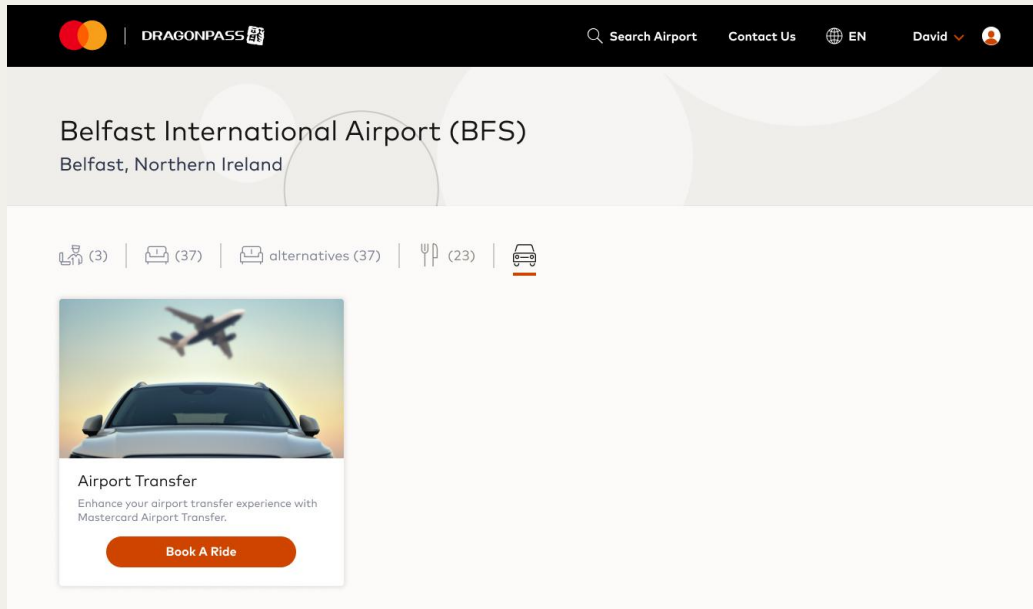 DRAGONPASS
Search Airport
Contact Us
EN
David
Belfast International Airport (BFS)
Belfast, Northern Ireland
(3)
(37)
alternatives (37)
(23)
Airport Transfer
Enhance your airport transfer experience with
Mastercard Airport Transfer.
Book A Ride